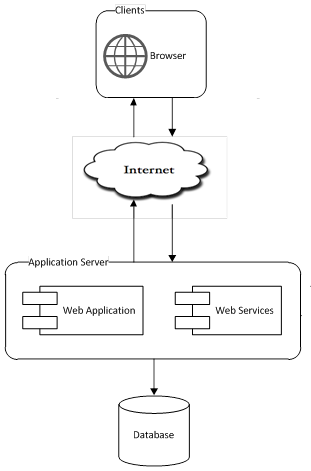 Clients
Browser
Internet
Application Server
Web Application
Web Services
Database